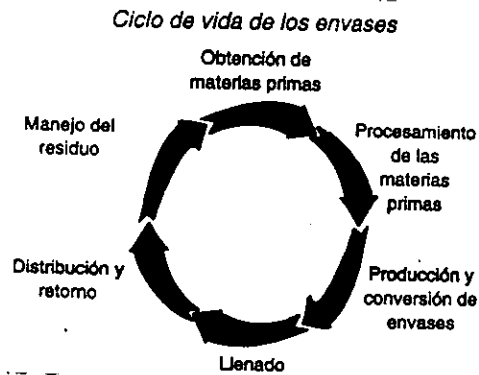 Ciclo de vida de los envases
Obtención de
materias primas
Procesamiento
de las
materias
primas
Producción y
conversión de
envases
Llenado
Distribución y
retorno
Manejo del
residuo